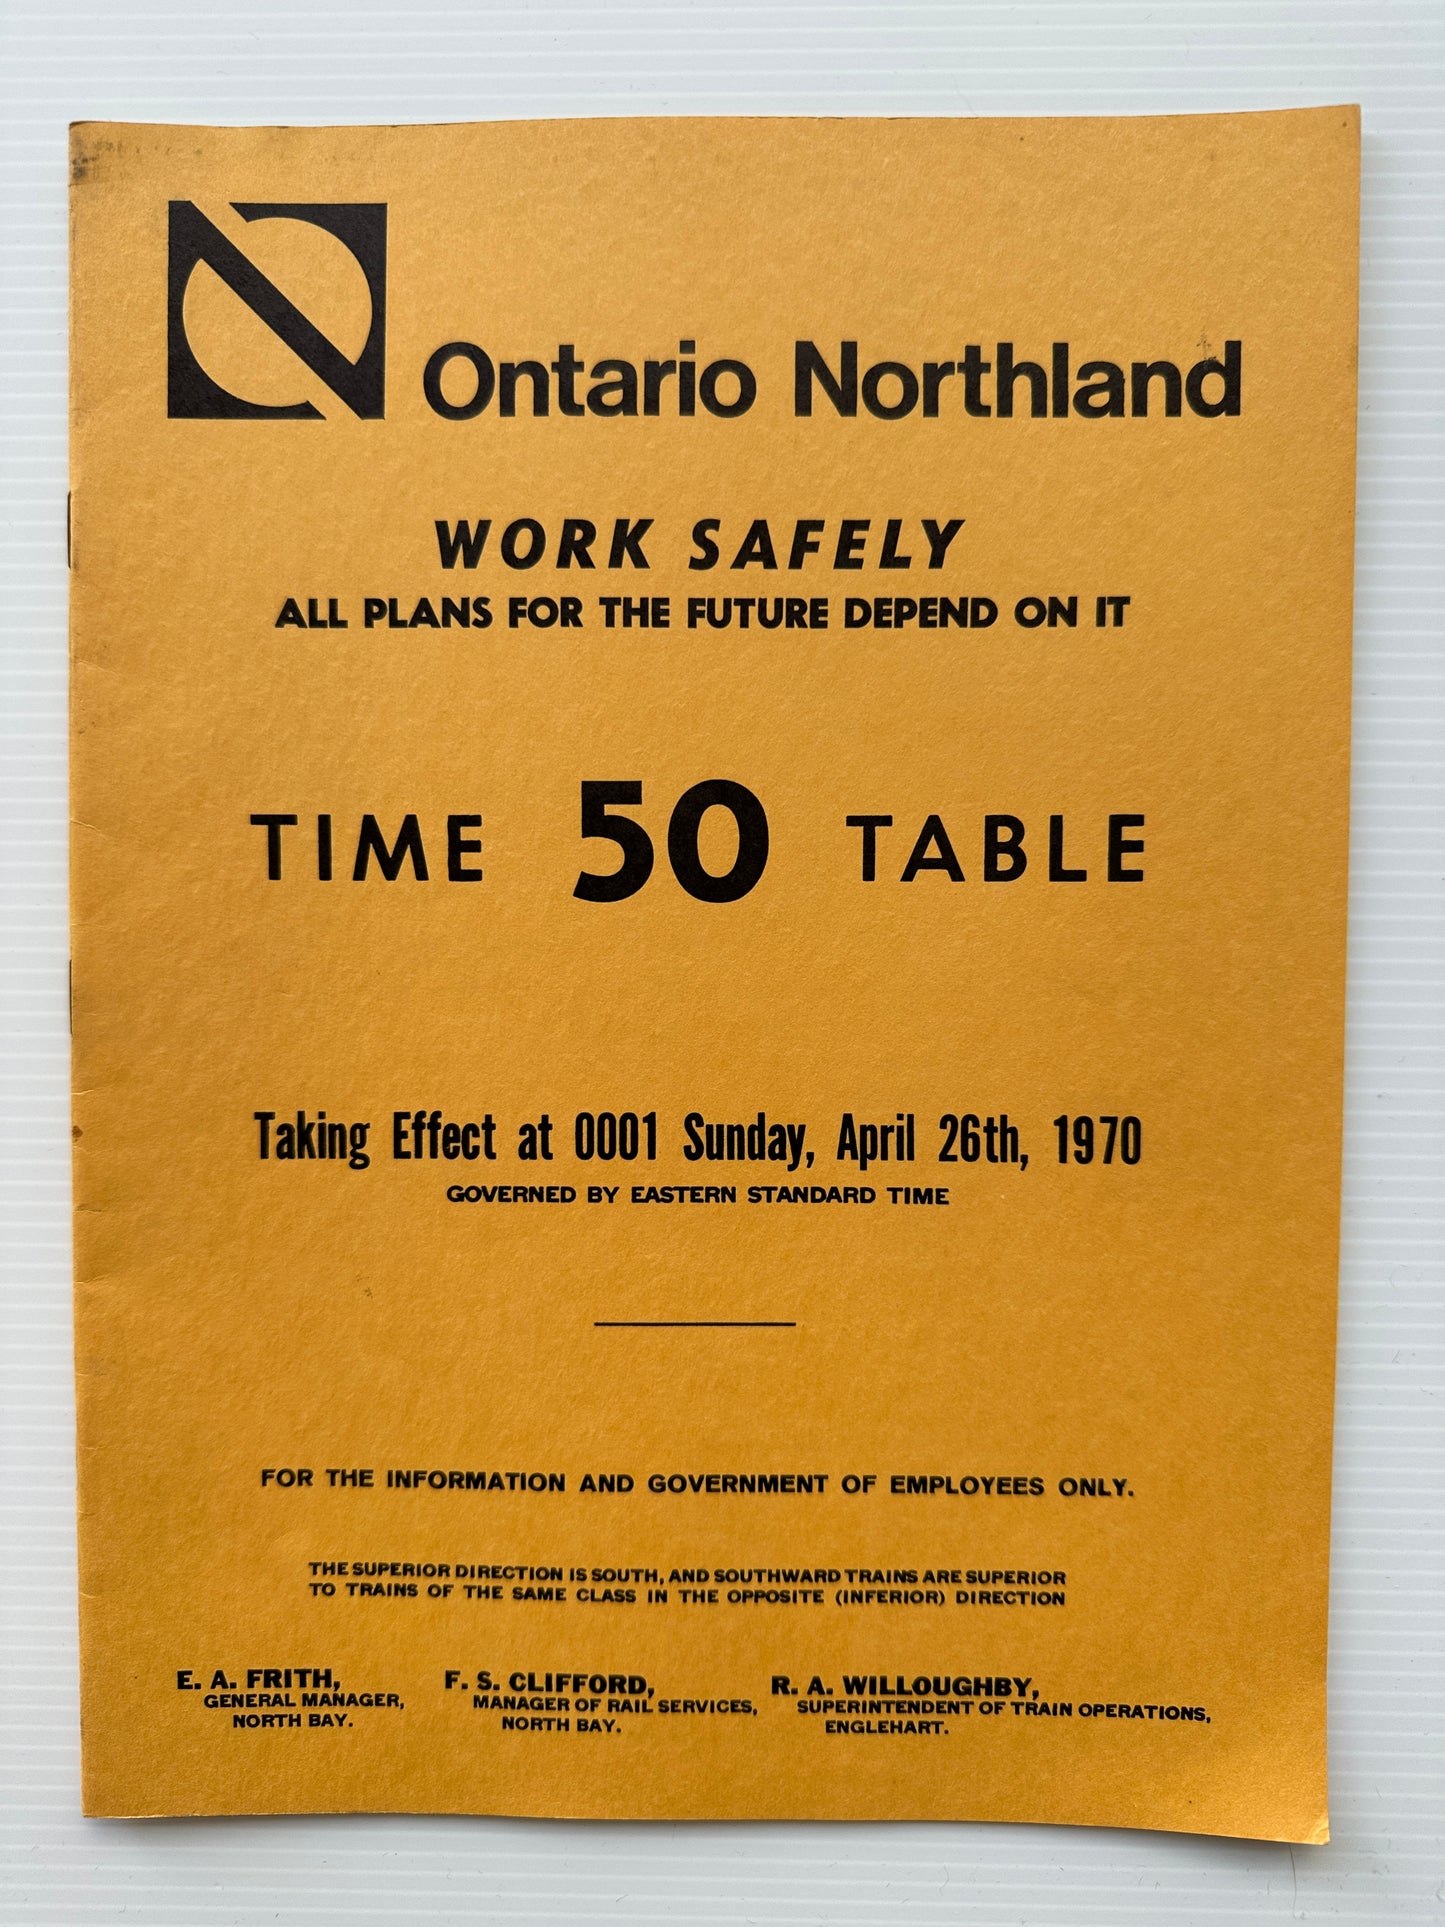 Ontario Northland
WORK SAFELY
ALL PLANS FOR THE FUTURE DEPEND ON IT
TIME 50 TABLE
Taking Effect at 0001 Sunday, April 26th, 1970
GOVERNED BY EASTERN STANDARD TIME
FOR THE INFORMATION AND GOVERNMENT OF EMPLOYEES ONLY.
THE SUPERIOR DIRECTION IS SOUTH, AND SOUTHWARD TRAINS ARE SUPERIOR
TO TRAINS OF THE SAME CLASS IN THE OPPOSITE (INFERIOR) DIRECTION
E. A. FRITH,
GENERAL MANAGER,
NORTH BAY.
F. S. CLIFFORD,
MANAGER OF RAIL SERVICES,
NORTH BAY.
R. A. WILLOUGHBY,
SUPERINTENDENT OF TRAIN OPERATIONS,
ENGLEHART.